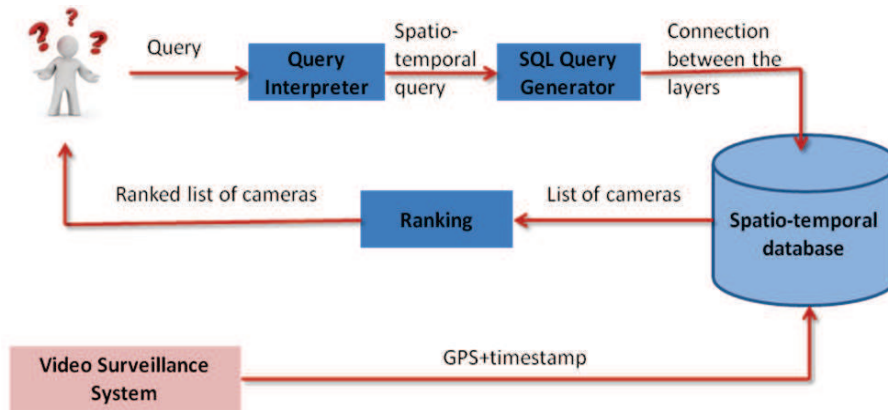 ? ? ?
Query
Query
Interpreter
Spatio-
temporal
query
SQL Query
Generator
Connection
between the
layers
Ranked list of cameras
Ranking
List of cameras
Spatio-temporal
database
Video Surveillance
System
GPS+timestamp